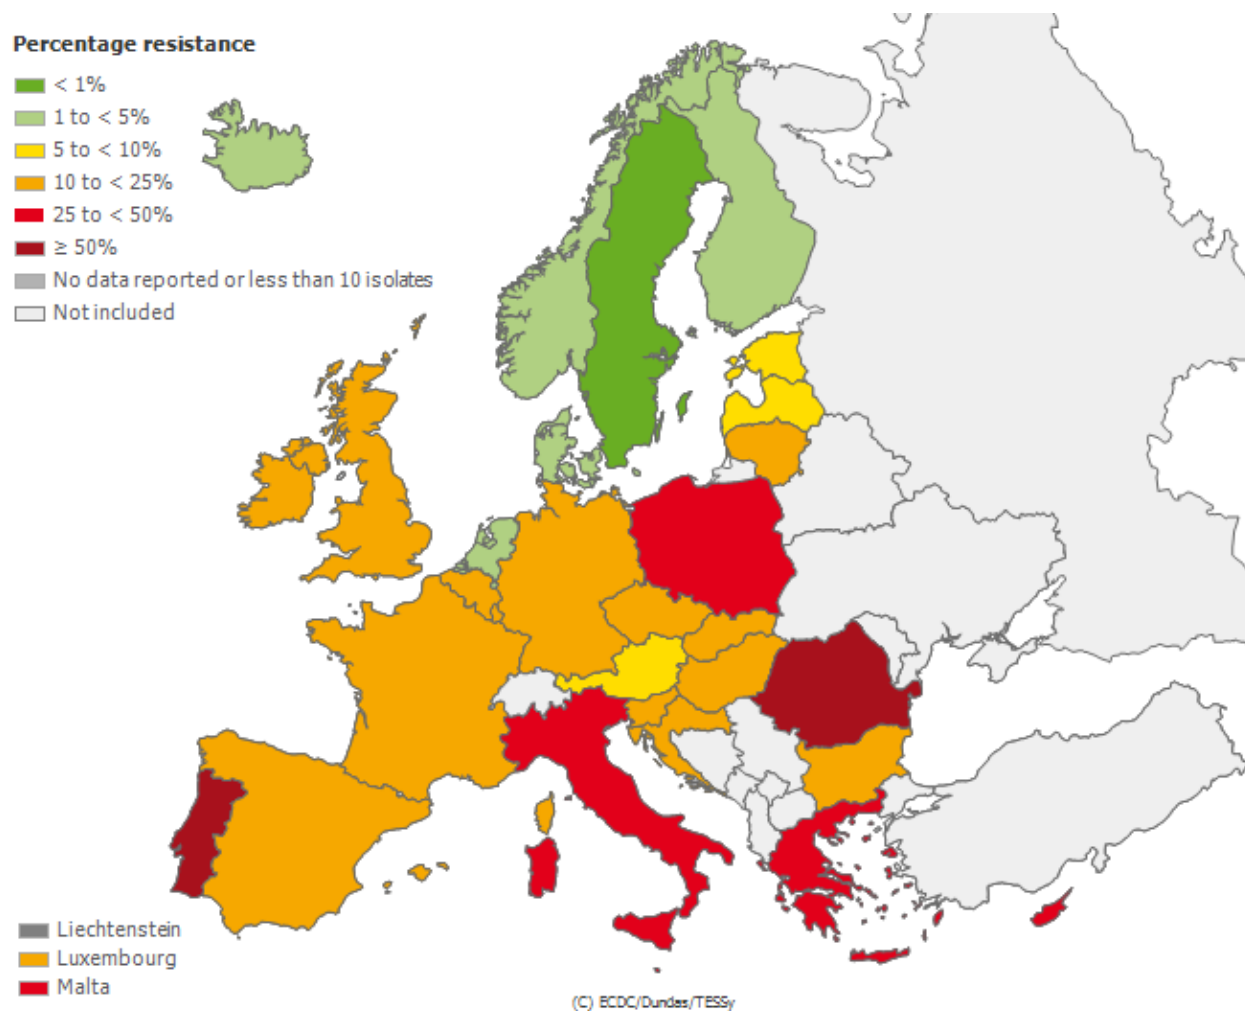 Percentage resistance
< 1%
1 to < 5%
5 to < 10%
10 to < 25%
25 to < 50%
≥ 50%
No data reported or less than 10 isolates
Not included
Liechtenstein
Luxembourg
Malta
(C) ECDC/Dundas/TESSy